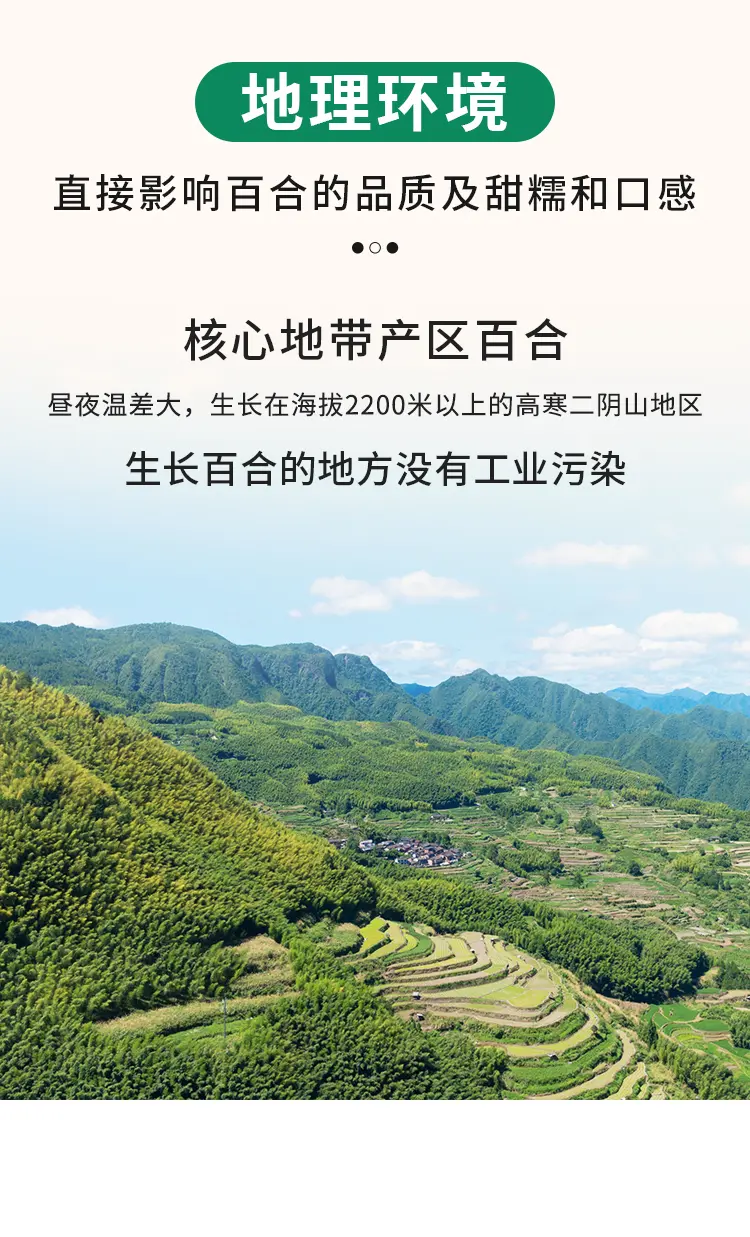 地理环境
直接影响百合的品质及甜糯和口感
核心地带产区百合
昼夜温差大，生长在海拔2200米以上的高寒二阴山地区
生长百合的地方没有工业污染